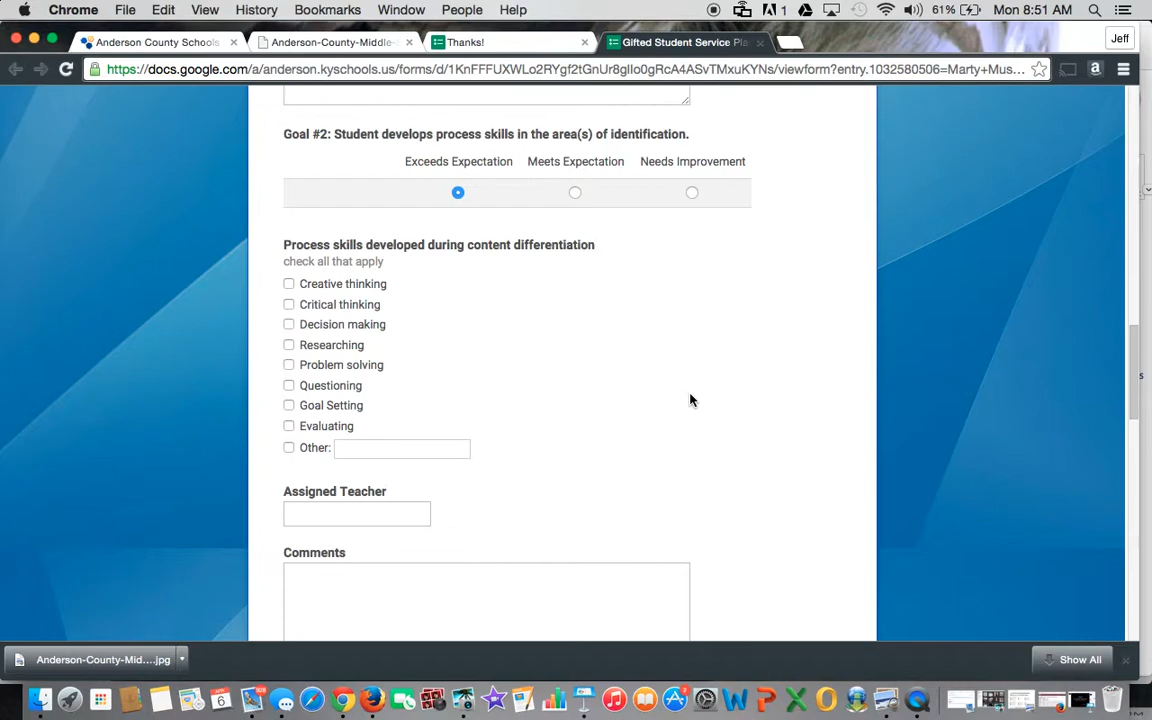 Chrome File Edit View History Bookmarks Window People Help 1 61% Mon 8:51 AM
Anderson County Schools Anderson-County-Middle- Thanks! Gifted Student Service Pla Jeff
https://docs.google.com/a/anderson.kyschools.us/forms/d/1KnFFFUXWLo2RYgf2tGnUr8gIIo0gRcA4ASvTMxuKYNs/viewform?entry.1032580506=Marty+Mus...
Goal #2: Student develops process skills in the area(s) of identification.
Exceeds Expectation Meets Expectation Needs Improvement
Process skills developed during content differentiation
check all that apply
Creative thinking
Critical thinking
Decision making
Researching
Problem solving
Questioning
Goal Setting
Evaluating
Other:
Assigned Teacher
Comments
Anderson-County-Mid....jpg Show All